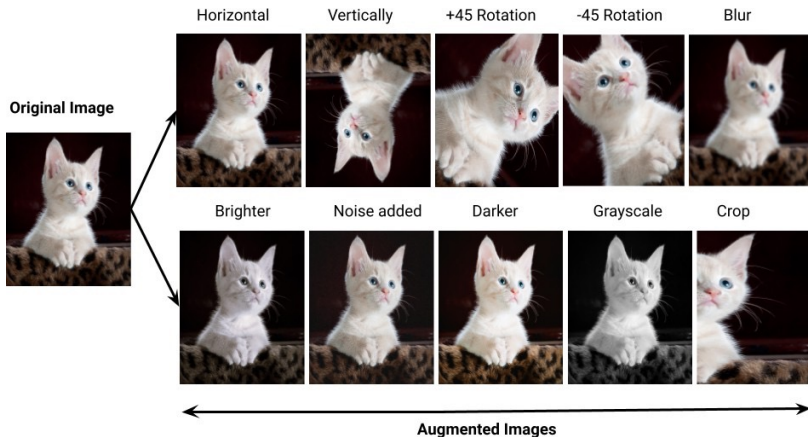 Horizontal Vertically +45 Rotation -45 Rotation Blur
Original Image
Brighter Noise added Darker Grayscale Crop
Augmented Images